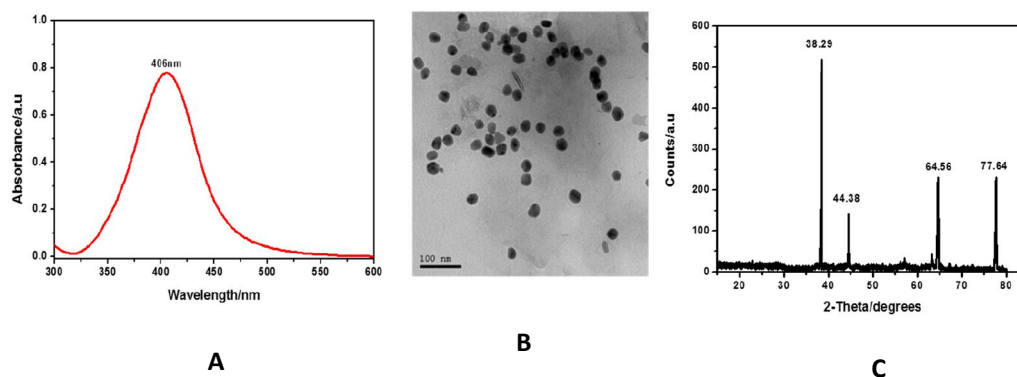 1.0
0.8
0.6
0.4
0.2
0.0
Absorbance/a.u
406nm
300 350 400 450 500 550 600
Wavelength/nm
A
100 nm
B
600
500
400
300
200
100
0
Counts/a.u
38.29
44.38
64.56
77.64
20 30 40 50 60 70 80
2-Theta/degrees
C